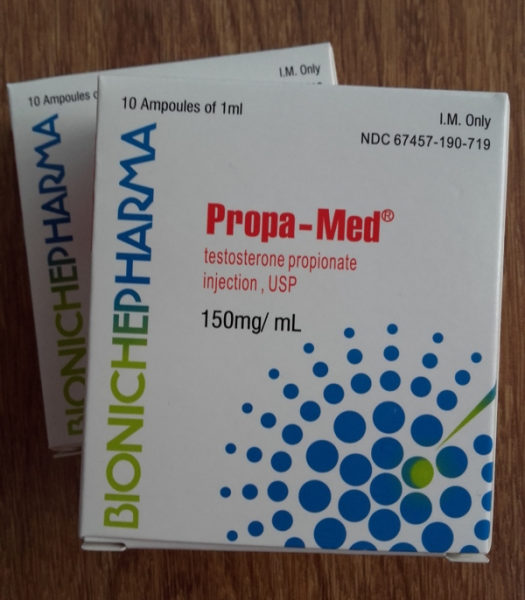 I.M. Only
10 Ampoules
BIONICHEPHARMA
10 Ampoules of 1ml
I.M. Only
NDC 67457-190-719
BIONICHEPHARMA
Propa-Med®
testosterone propionate
injection , USP
150mg/ mL